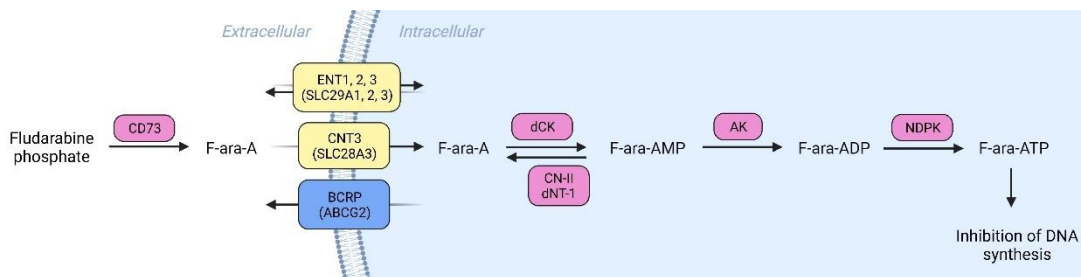 Extracellular
Intracellular
ENT1, 2, 3
(SLC29A1, 2, 3)
Fludarabine
phosphate
CD73
F-ara-A
CNT3
(SLC28A3)
F-ara-A
dCK
CN-II
dNT-1
F-ara-AMP
AK
F-ara-ADP
NDPK
F-ara-ATP
BCRP
(ABCG2)
Inhibition of DNA
synthesis